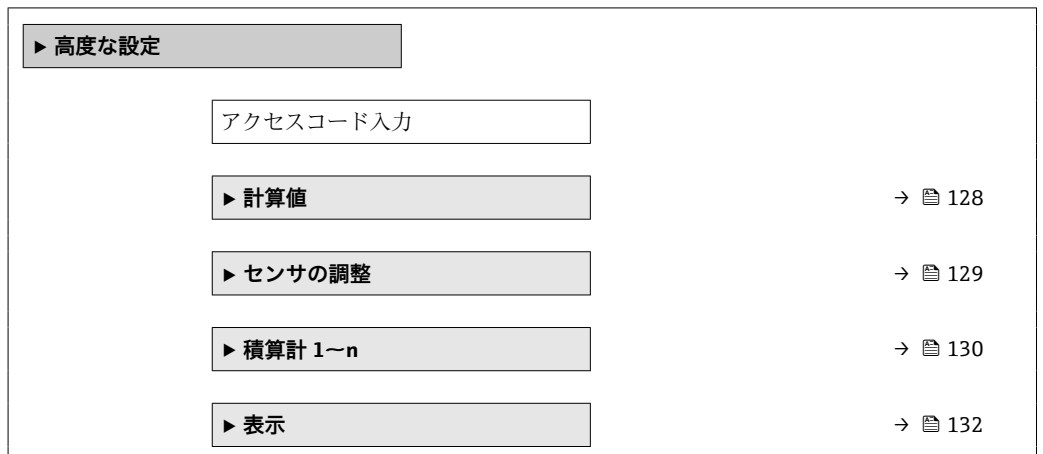 ▶ 高度な設定
アクセスコード入力
▶ 計算値 → 128
▶ センサの調整 → 129
▶ 積算計 1～n → 130
▶ 表示 → 132